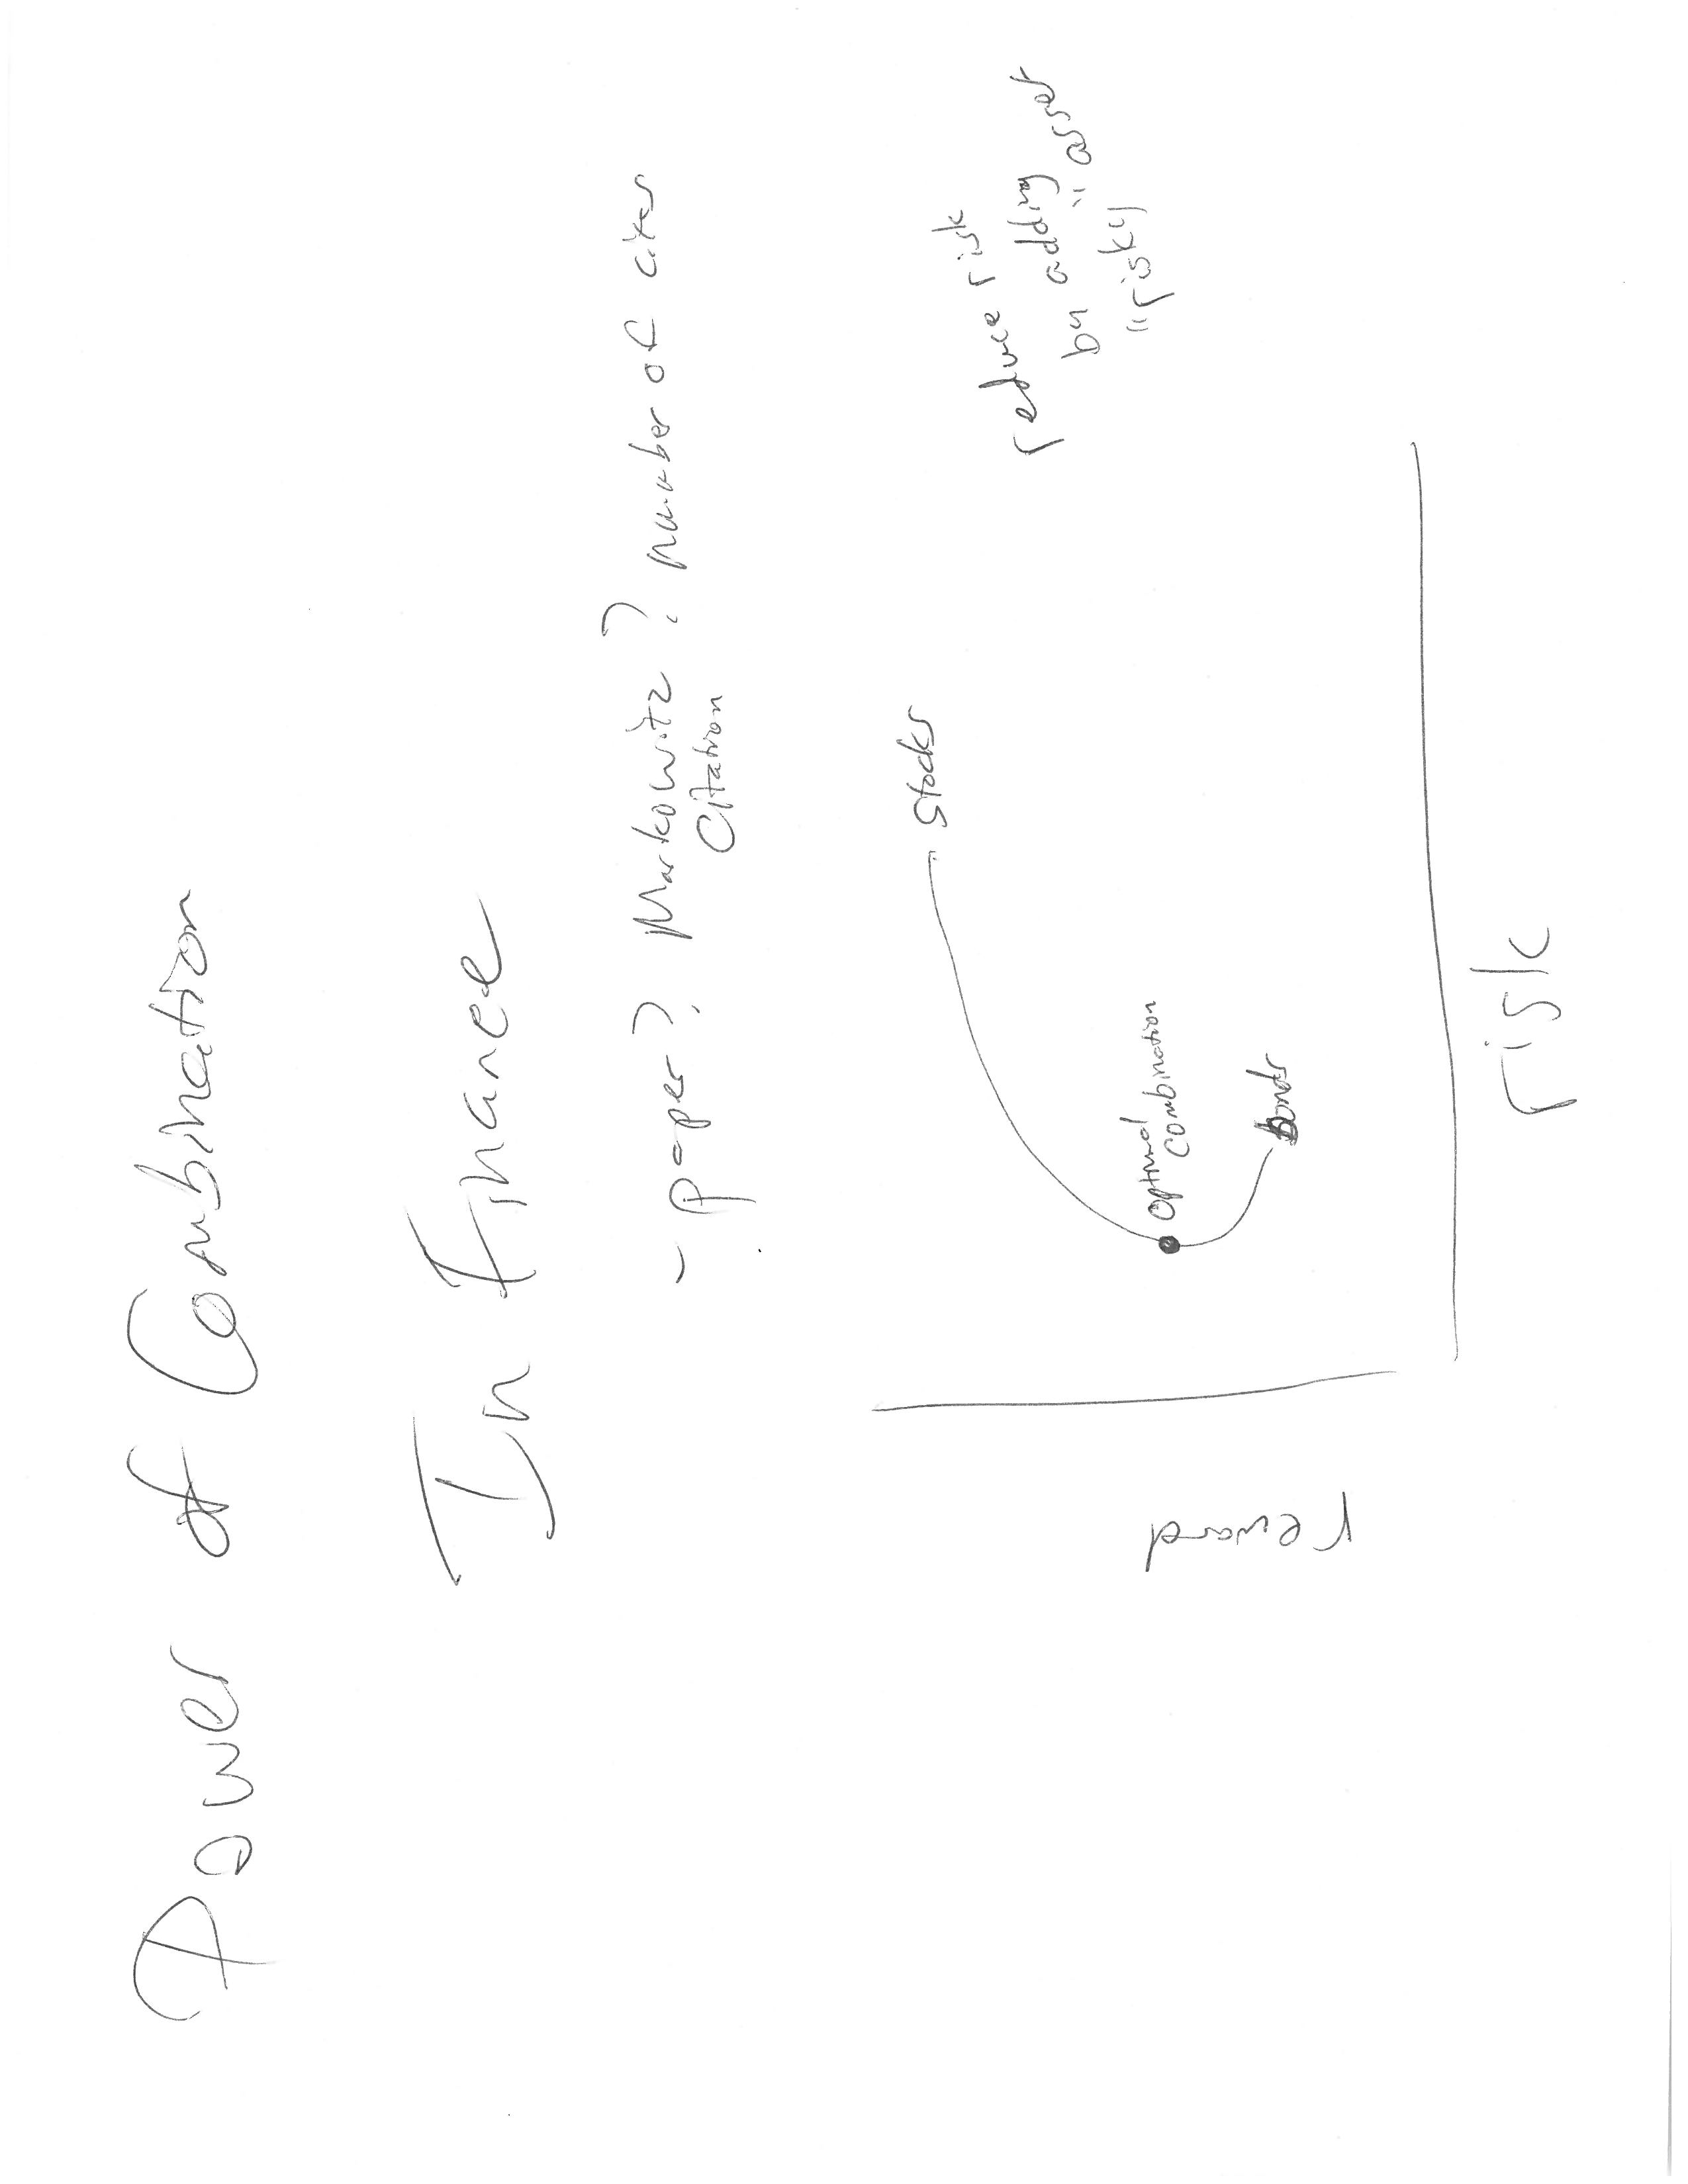 Power of Combination
In Finance
- paper? Markowitz? number of cites
Citation
stocks
reduce risk
by adding
"risky" asset
optimal
combination
bonds
reward
risk